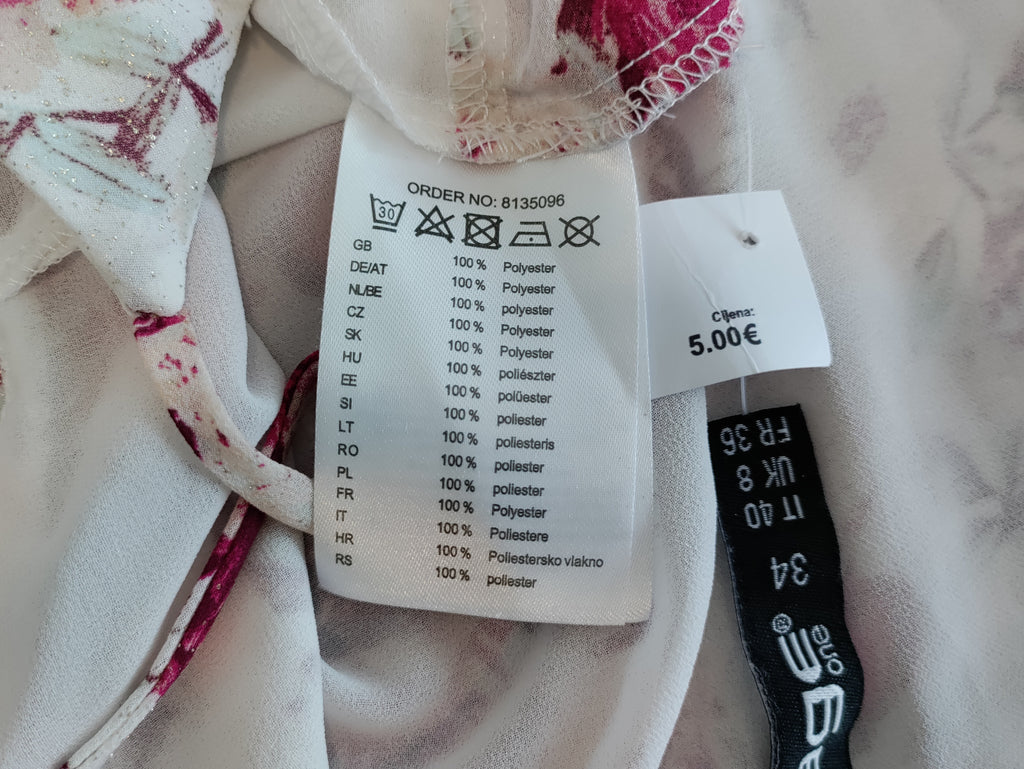 ORDER NO: 8135096
30
GB 100 % Polyester
DE/AT 100 % Polyester
NL/BE 100 % polyester
CZ 100 % Polyester
SK 100 % Polyester
HU 100 % poliészter
EE 100 % polüester
SI 100 % poliester
LT 100 % poliesteris
RO 100 % poliester
PL 100 % poliester
FR 100 % Polyester
IT 100 % Poliestere
HR 100 % Poliestersko vlakno
RS 100 % poliester
Cijena:
5.00€
34
IT 40
UK 8
FR 36